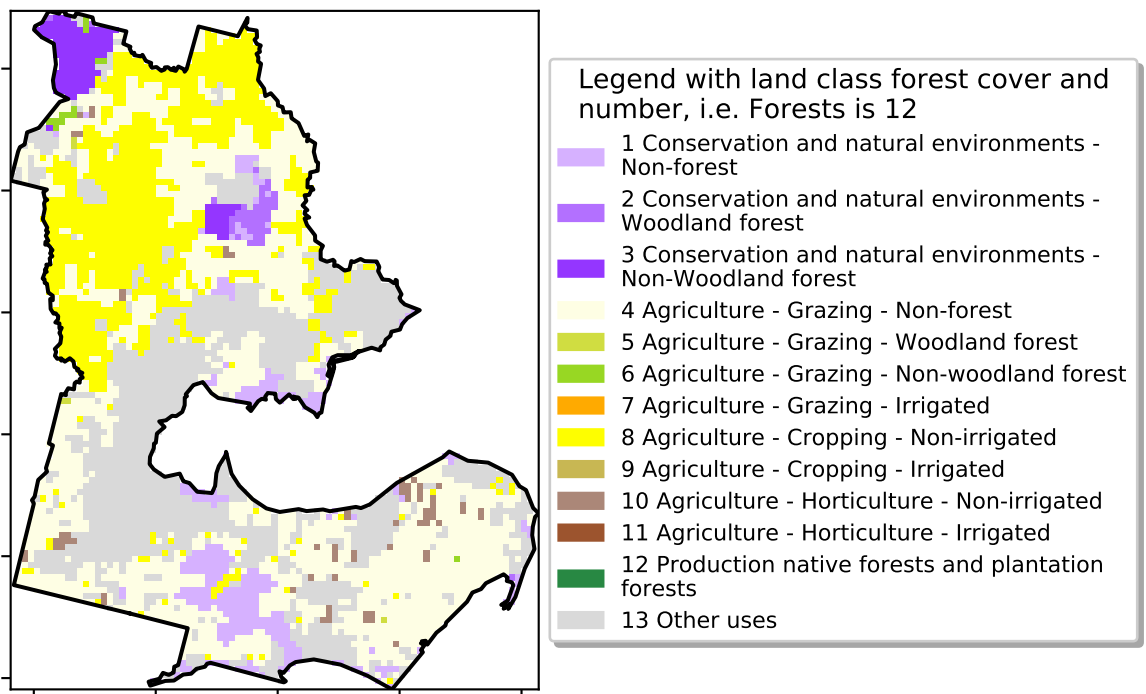 Legend with land class forest cover and
number, i.e. Forests is 12
1 Conservation and natural environments -
Non-forest
2 Conservation and natural environments -
Woodland forest
3 Conservation and natural environments -
Non-Woodland forest
4 Agriculture - Grazing - Non-forest
5 Agriculture - Grazing - Woodland forest
6 Agriculture - Grazing - Non-woodland forest
7 Agriculture - Grazing - Irrigated
8 Agriculture - Cropping - Non-irrigated
9 Agriculture - Cropping - Irrigated
10 Agriculture - Horticulture - Non-irrigated
11 Agriculture - Horticulture - Irrigated
12 Production native forests and plantation
forests
13 Other uses